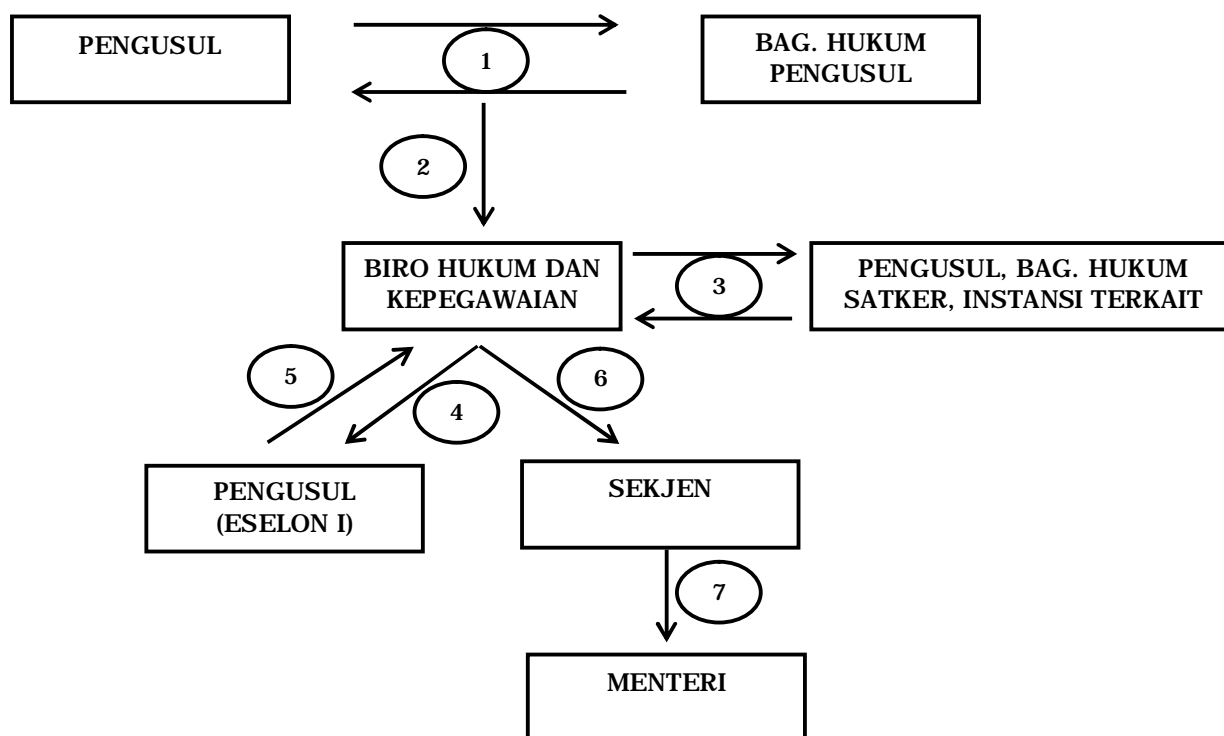 PENGUSUL
1
BAG. HUKUM
PENGUSUL
2
BIRO HUKUM DAN
KEPEGAWAIAN
3
PENGUSUL, BAG. HUKUM
SATKER, INSTANSI TERKAIT
5
4
6
PENGUSUL
(ESELON I)
SEKJEN
7
MENTERI